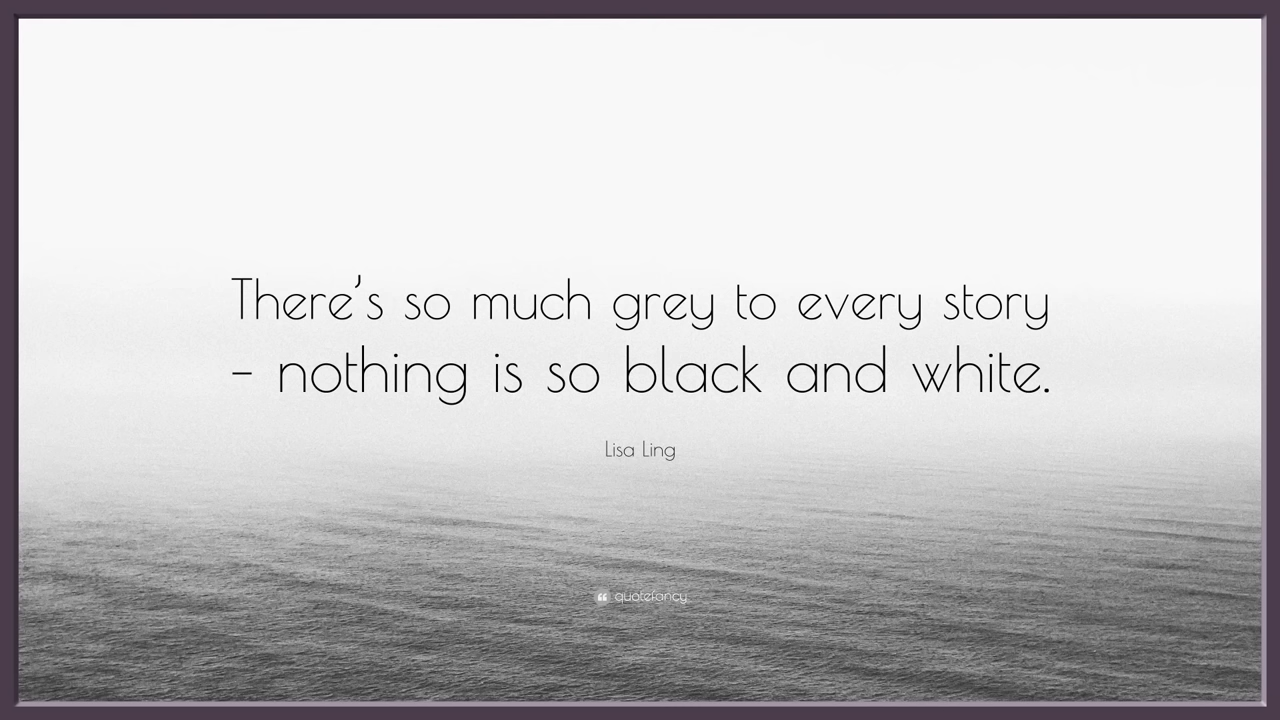 There's so much grey to every story
– nothing is so black and white.
Lisa Ling
quotefancy